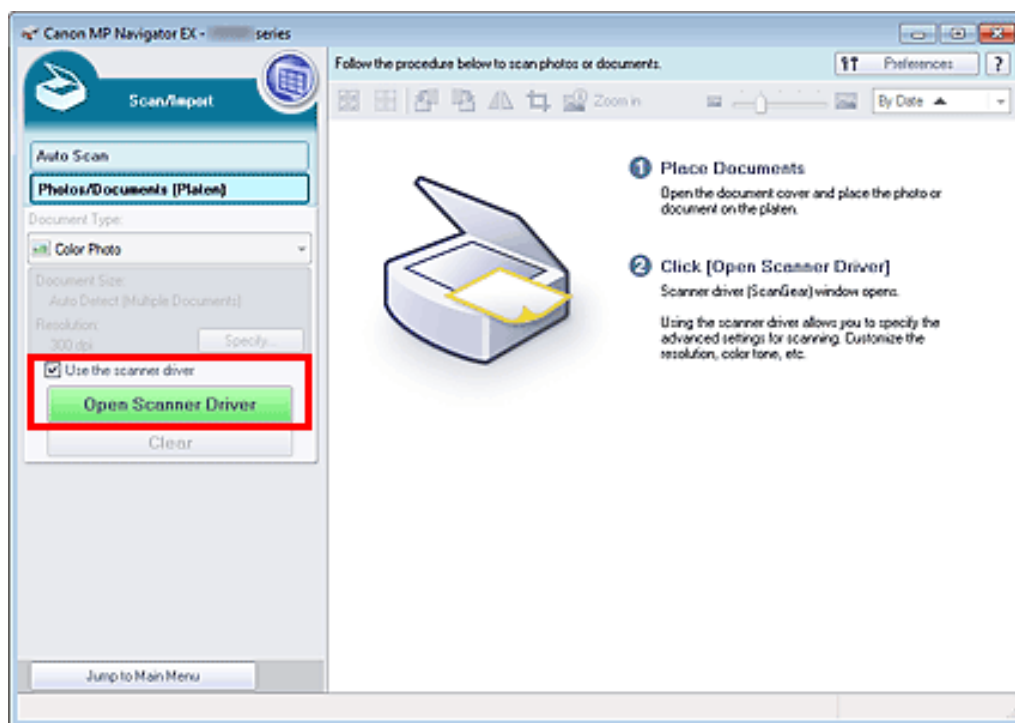 Canon MP Navigator EX - series
Scan/Import
Auto Scan
Photos/Documents (Platen)
Document Type:
Color Photo
Document Size:
Auto Detect (Multiple Documents)
Resolution:
300 dpi
Specify...
Use the scanner driver
Open Scanner Driver
Clear
Jump to Main Menu
Follow the procedure below to scan photos or documents.
Preferences
?
Zoom in
By Date
1 Place Documents
Open the document cover and place the photo or
document on the platen.
2 Click [Open Scanner Driver]
Scanner driver (ScanGear) window opens.
Using the scanner driver allows you to specify the
advanced settings for scanning. Customize the
resolution, color tone, etc.